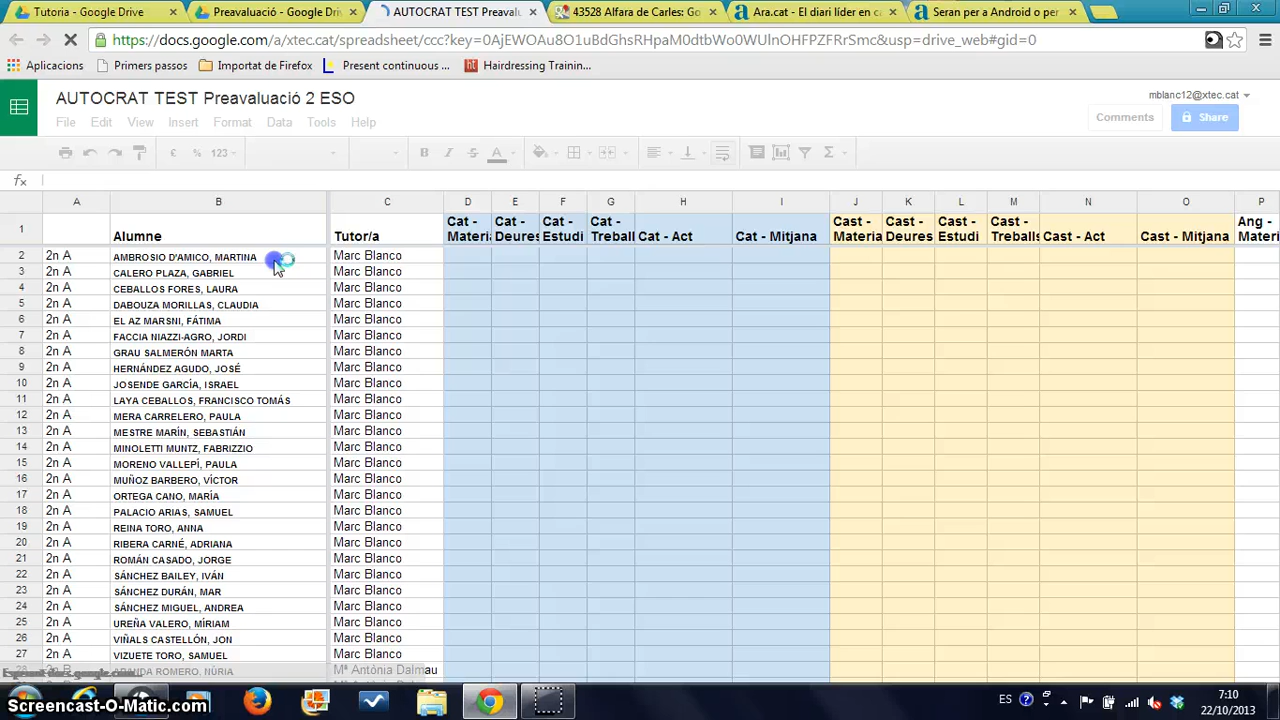 Tutoria - Google Drive
Preavaluació - Google Driv
AUTOCRAT TEST Preavaluac
43528 Alfara de Carles: Go
Ara.cat - El diari líder en c
Seran per a Android o per
https://docs.google.com/a/xtec.cat/spreadsheet/ccc?key=0AjEWOAu8O1uBdGhsRHpaM0dtbWo0WUlnOHFPZFRrSmc&usp=drive_web#gid=0
Aplicacions Primers passos Importat de Firefox Present continuous ... Hairdressing Trainin...
AUTOCRAT TEST Preavaluació 2 ESO
mblanc12@xtec.cat
File Edit View Insert Format Data Tools Help
Comments Share
€ % 123 B I S A Σ
fx
A B C D E F G H I J K L M N O P
1 Alumne Tutor/a Cat - Materia Cat - Deures Cat - Estudi Cat - Treball Cat - Act Cat - Mitjana Cast - Materia Cast - Deures Cast - Estudi Cast - Treballs Cast - Act Cast - Mitjana Ang - Materi
2 2n A AMBROSIO D'AMICO, MARTINA Marc Blanco
3 2n A CALERO PLAZA, GABRIEL Marc Blanco
4 2n A CEBALLOS FORES, LAURA Marc Blanco
5 2n A DABOUZA MORILLAS, CLAUDIA Marc Blanco
6 2n A EL AZ MARSNI, FÁTIMA Marc Blanco
7 2n A FACCIA NIAZZI-AGRO, JORDI Marc Blanco
8 2n A GRAU SALMERÓN MARTA Marc Blanco
9 2n A HERNÁNDEZ AGUDO, JOSÉ Marc Blanco
10 2n A JOSENDE GARCÍA, ISRAEL Marc Blanco
11 2n A LAYA CEBALLOS, FRANCISCO TOMÁS Marc Blanco
12 2n A MERA CARRELERO, PAULA Marc Blanco
13 2n A MESTRE MARÍN, SEBASTIÁN Marc Blanco
14 2n A MINOLETTI MUNTZ, FABRIZZIO Marc Blanco
15 2n A MORENO VALLEPÍ, PAULA Marc Blanco
16 2n A MUÑOZ BARBERO, VÍCTOR Marc Blanco
17 2n A ORTEGA CANO, MARÍA Marc Blanco
18 2n A PALACIO ARIAS, SAMUEL Marc Blanco
19 2n A REINA TORO, ANNA Marc Blanco
20 2n A RIBERA CARNÉ, ADRIANA Marc Blanco
21 2n A ROMÁN CASADO, JORGE Marc Blanco
22 2n A SÁNCHEZ BAILEY, IVÁN Marc Blanco
23 2n A SÁNCHEZ DURÁN, MAR Marc Blanco
24 2n A SÁNCHEZ MIGUEL, ANDREA Marc Blanco
25 2n A UREÑA VALERO, MÍRIAM Marc Blanco
26 2n A VIÑALS CASTELLÓN, JON Marc Blanco
27 2n A VIZUETE TORO, SAMUEL Marc Blanco
28 2n B ROMERO, NÚRIA Mª Antònia Dalmau
Screencast-O-Matic.com
ES 7:10
22/10/2013